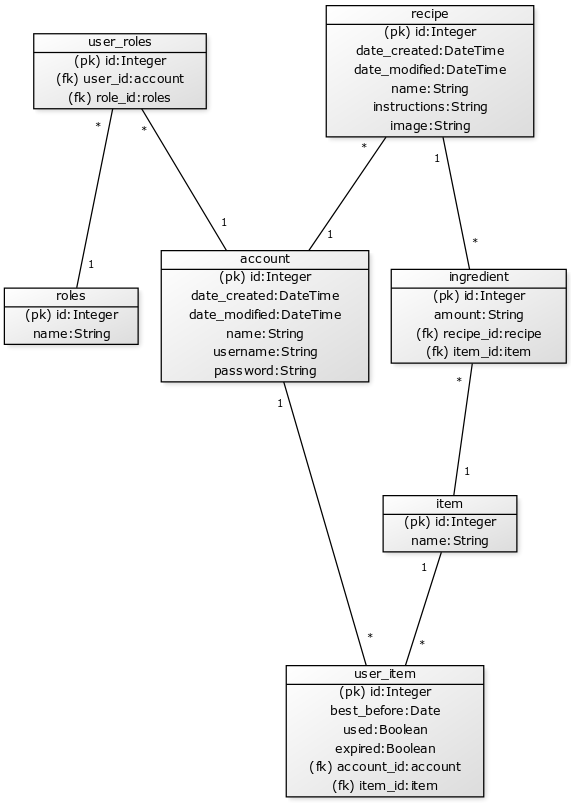 recipe
(pk) id:Integer
date_created:DateTime
date_modified:DateTime
name:String
instructions:String
image:String
user_roles
(pk) id:Integer
(fk) user_id:account
(fk) role_id:roles
*
*
*
1
1
1
*
1
account
(pk) id:Integer
date_created:DateTime
date_modified:DateTime
name:String
username:String
password:String
roles
(pk) id:Integer
name:String
ingredient
(pk) id:Integer
amount:String
(fk) recipe_id:recipe
(fk) item_id:item
1
*
1
item
(pk) id:Integer
name:String
1
*
*
user_item
(pk) id:Integer
best_before:Date
used:Boolean
expired:Boolean
(fk) account_id:account
(fk) item_id:item